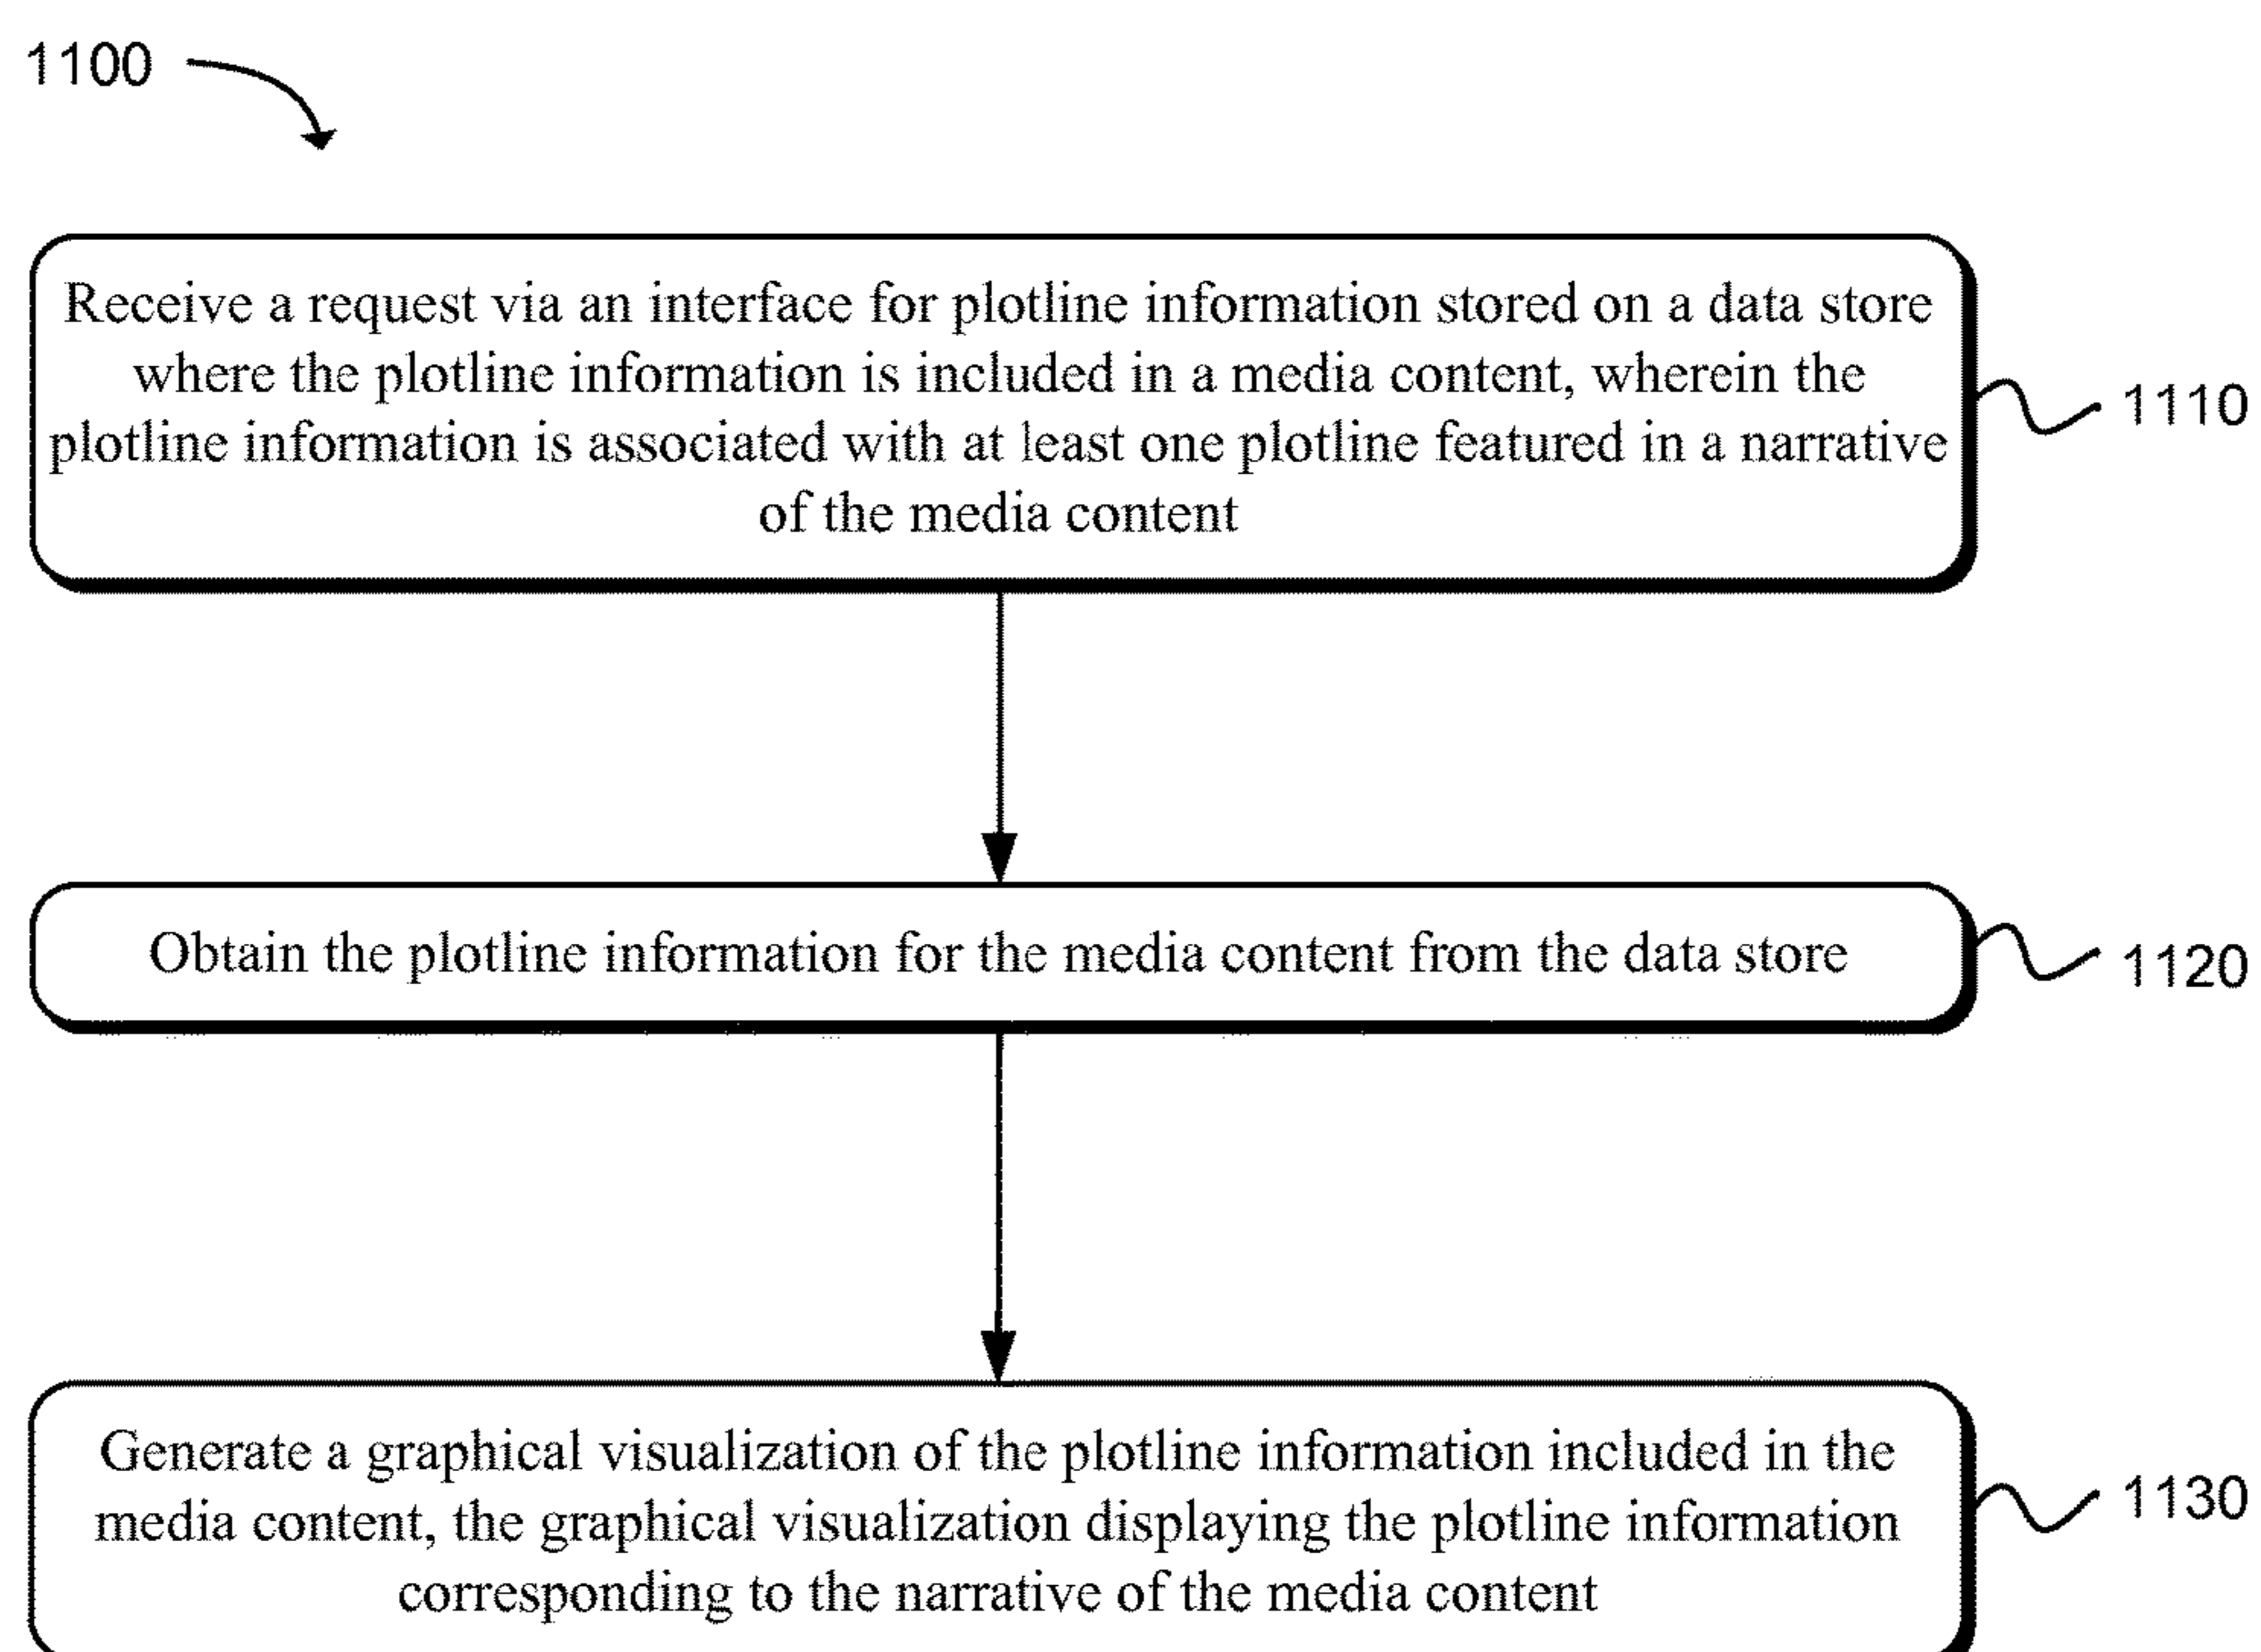 1100
Receive a request via an interface for plotline information stored on a data store
where the plotline information is included in a media content, wherein the
plotline information is associated with at least one plotline featured in a narrative
of the media content
1110
Obtain the plotline information for the media content from the data store
1120
Generate a graphical visualization of the plotline information included in the
media content, the graphical visualization displaying the plotline information
corresponding to the narrative of the media content
1130